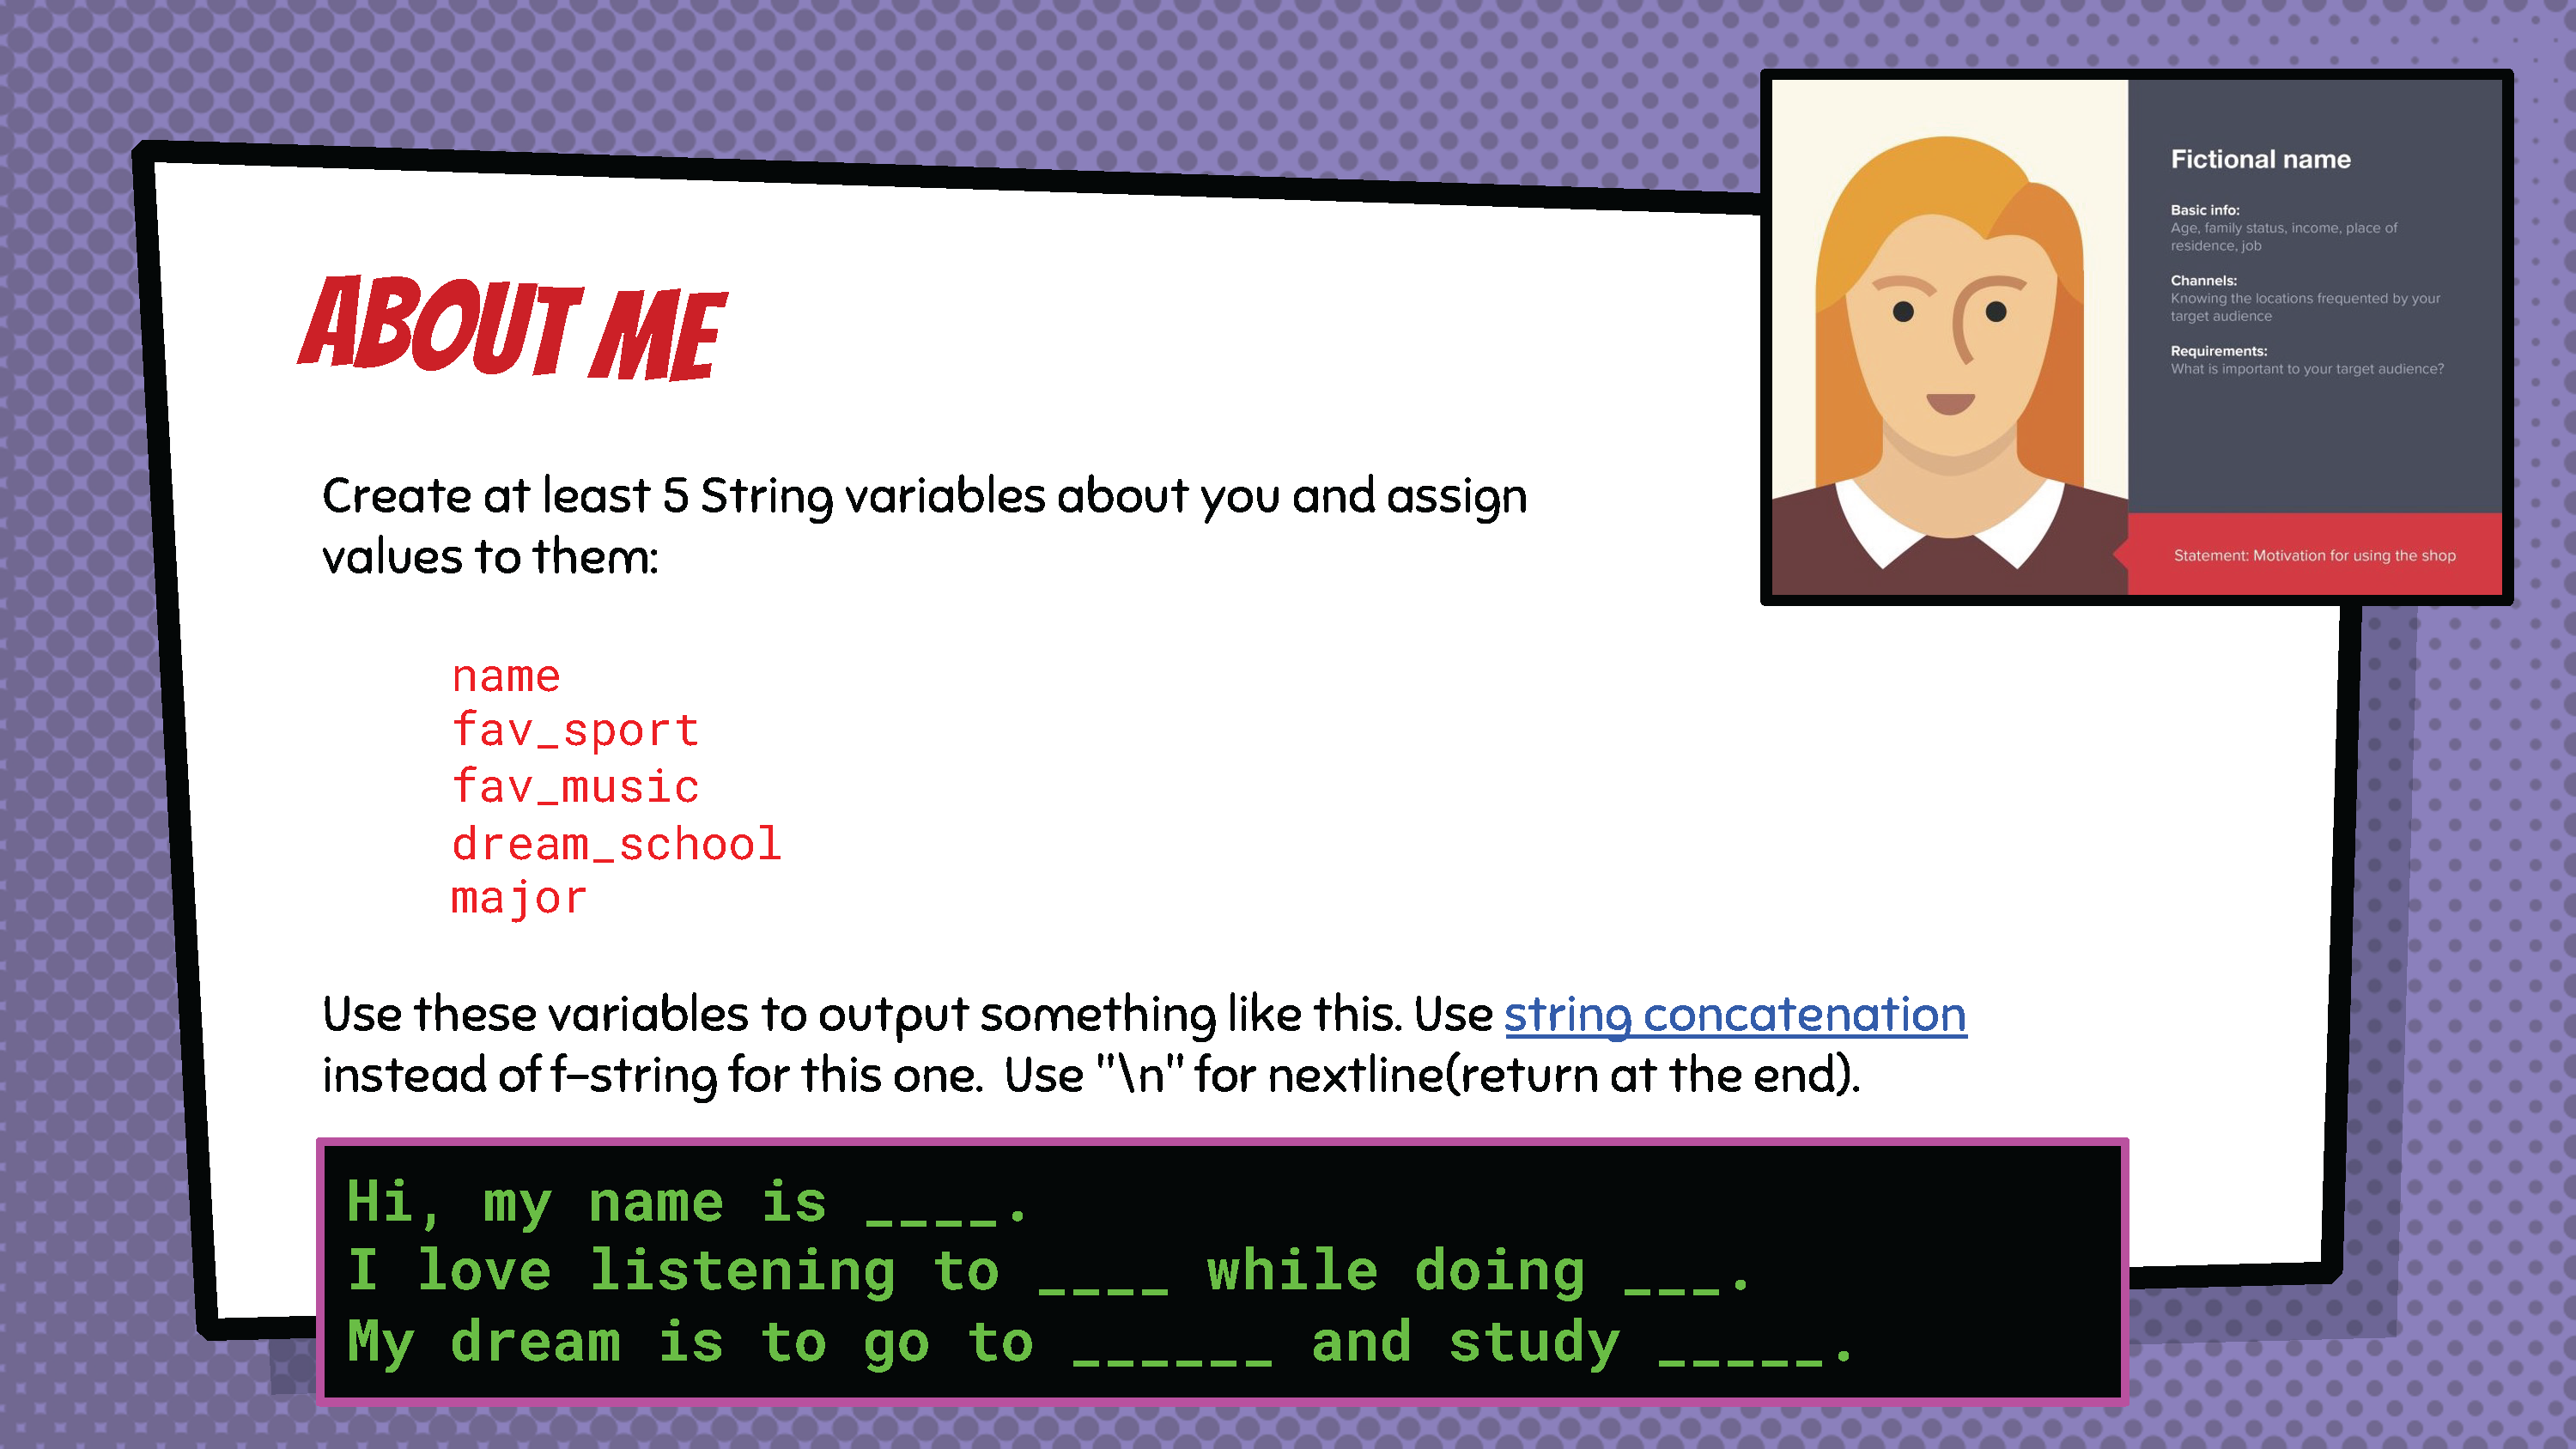 ABOUT ME
Create at least 5 String variables about you and assign
values to them:
name
fav_sport
fav_music
dream_school
major
Use these variables to output something like this. Use string concatenation
instead of f-string for this one.  Use "\n" for nextline(return at the end).
Hi, my name is ____.
I love listening to ____ while doing ___.
My dream is to go to ______ and study _____.
Fictional name
Basic info:
Age, family status, income, place of
residence, job
Channels:
Knowing the locations frequented by your
target audience
Requirements:
What is important to your target audience?
Statement: Motivation for using the shop